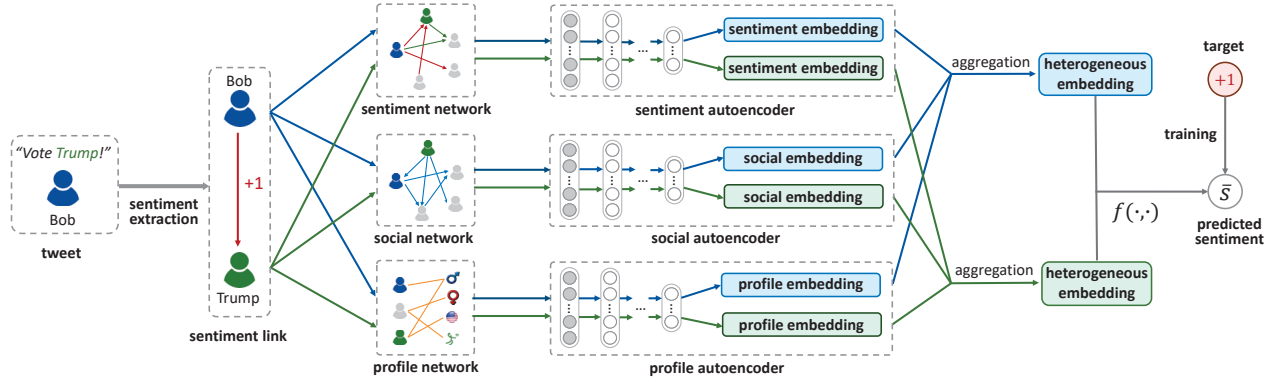 "Vote Trump!"
Bob
tweet
sentiment
extraction
Bob
+1
Trump
sentiment link
sentiment network
social network
profile network
sentiment embedding
sentiment embedding
sentiment autoencoder
social embedding
social embedding
social autoencoder
profile embedding
profile embedding
profile autoencoder
aggregation
heterogeneous
embedding
aggregation
heterogeneous
embedding
f(·,·)
target
+1
training
s̄
predicted
sentiment